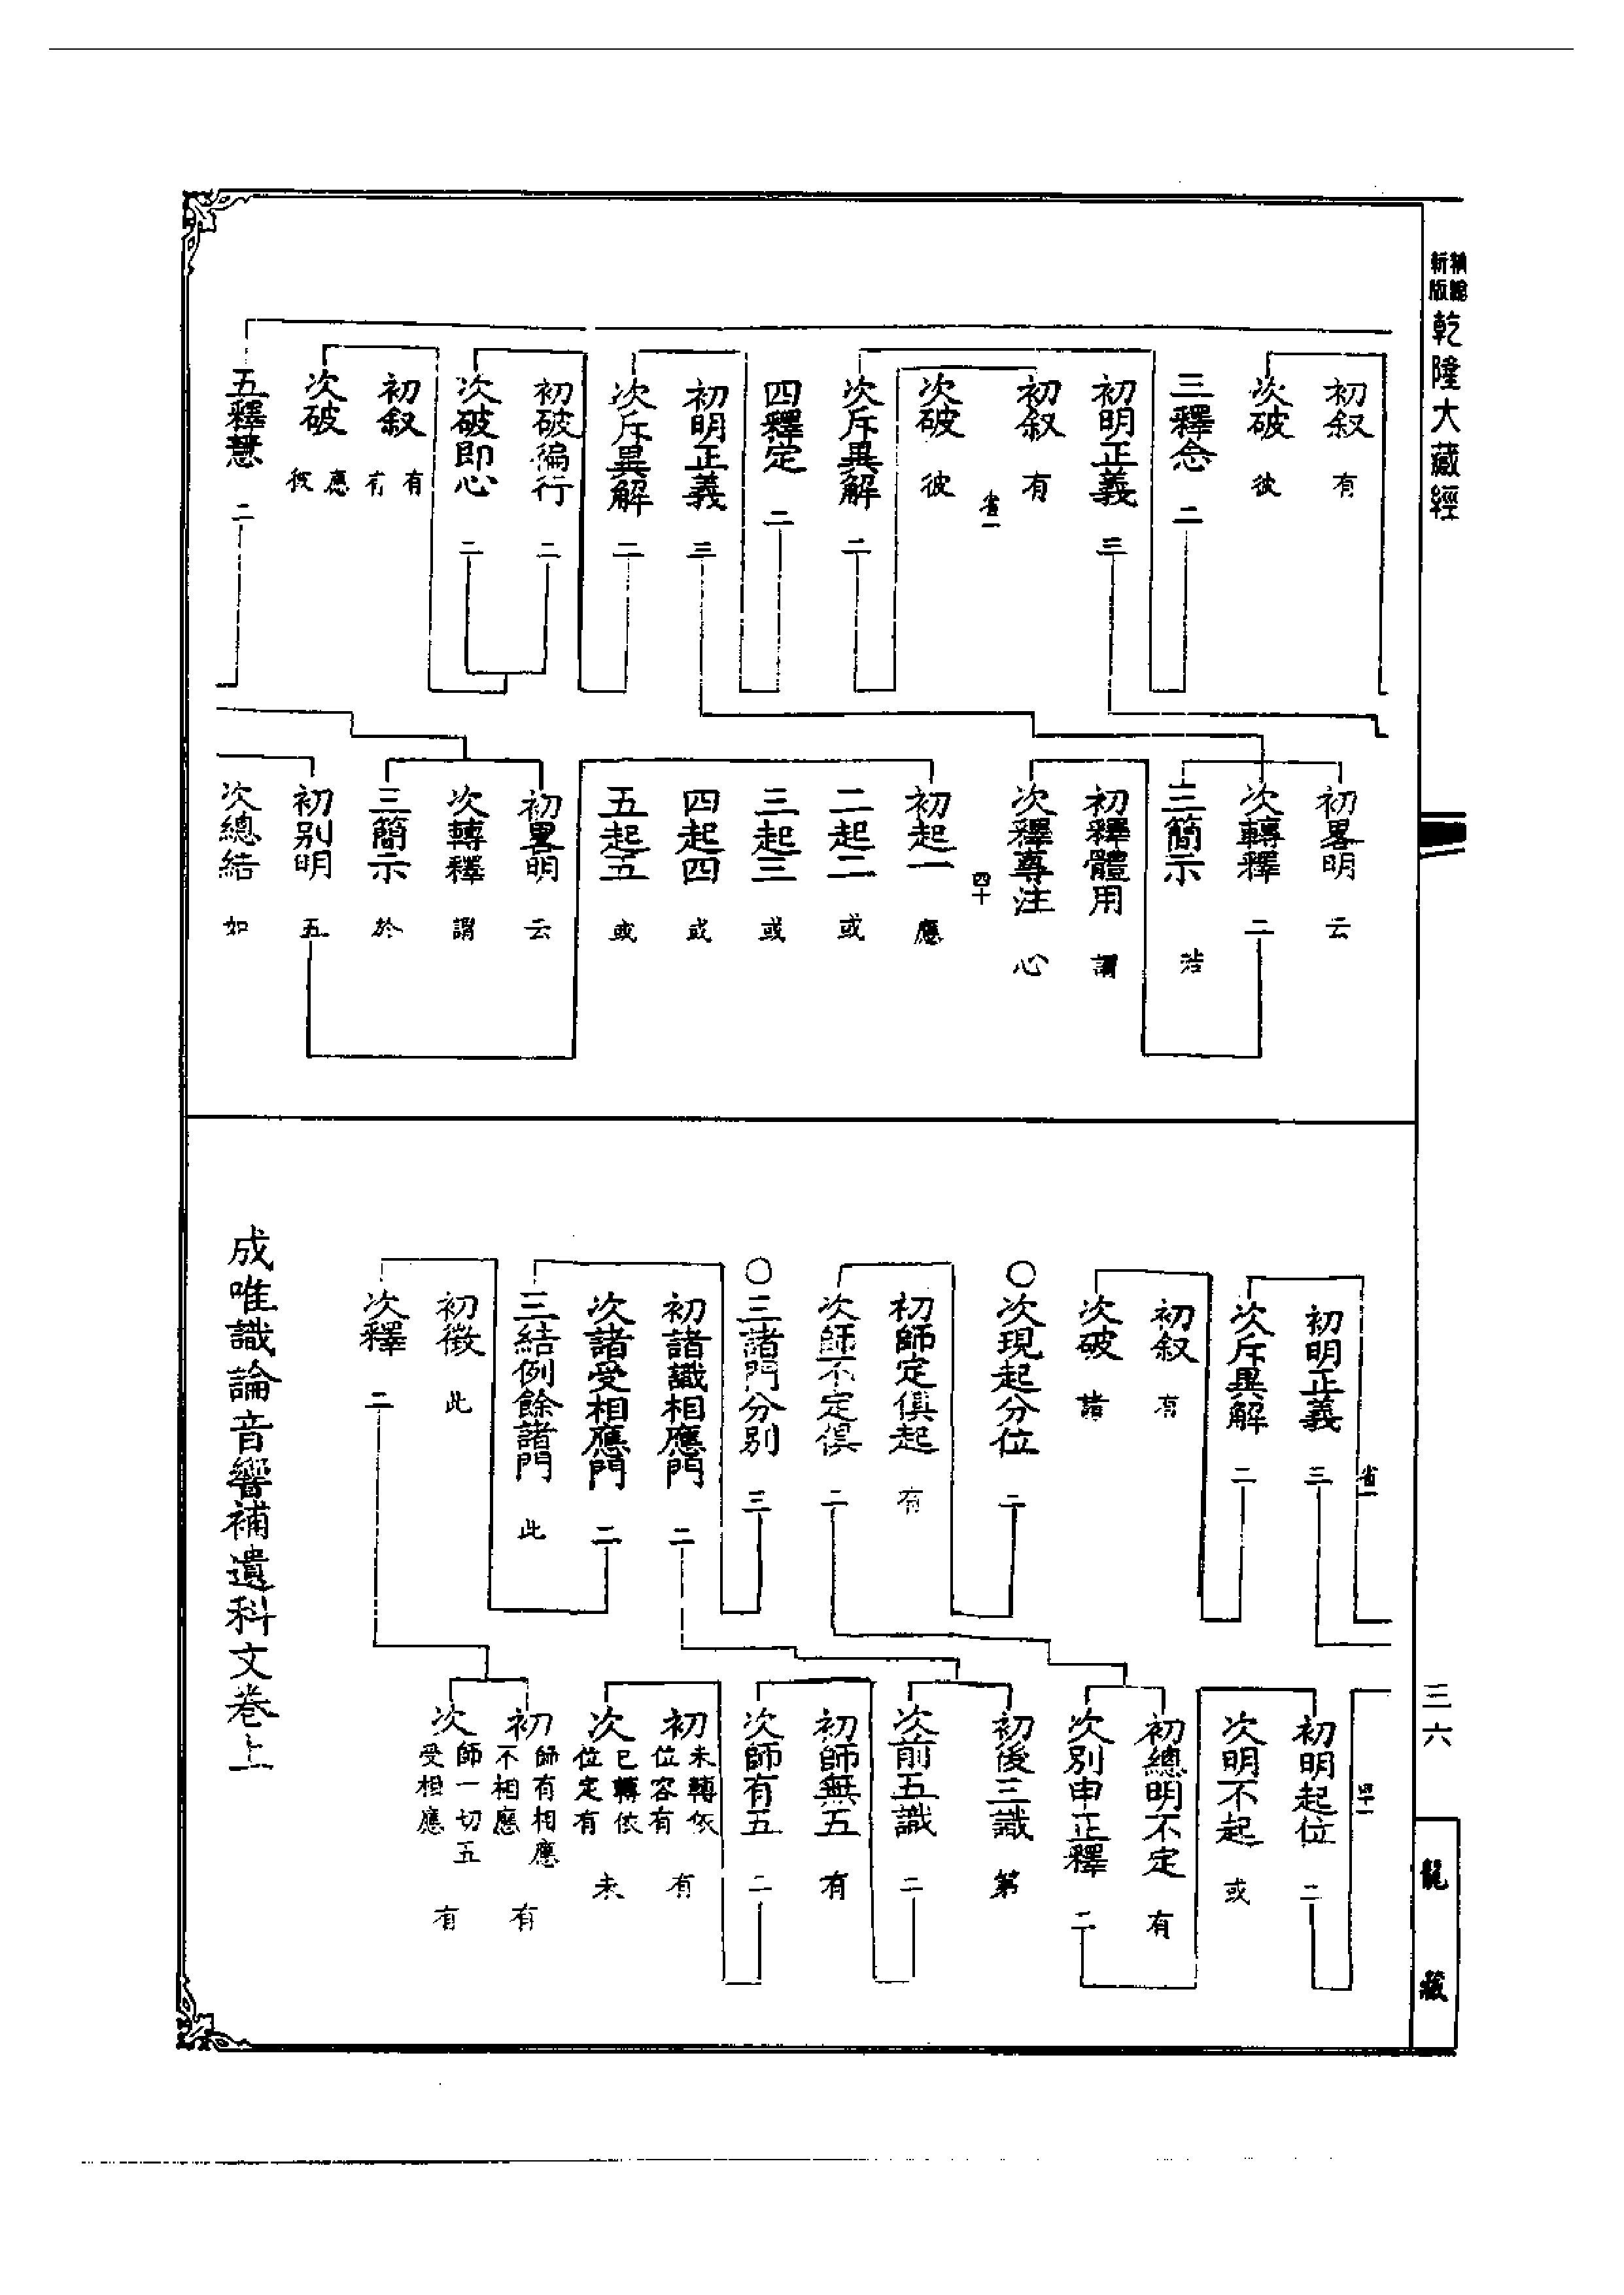 新版
精縮
乾隆大藏經
初叙 有
次破 彼
三釋念 二
初明正義 三
初叙 有
省一
次破 彼
次斥異解 二
四釋定 二
初明正義 三
次斥異解 二
初破徧行 二
次破即心 二
初叙 有有
次破 應彼
五釋慧 二
初畧明 云
次轉釋 二
三簡示 若
初釋體用 謂
次釋專注 心
四十
初起一 應
二起二 或
三起三 或
四起四 或
五起五 或
初畧明 云
次轉釋 謂
三簡示 於
初別明 五
次總結 如
省一
初明正義 三
次斥異解 二
初叙 有
次破 諸
○次現起分位 二
初師定俱起 有
次師不定俱 二
○三諸門分別 三
初諸識相應門 二
次諸受相應門 二
三結例餘諸門 此
初徵 此
次釋 二
四十一
初明起位 二
次明不起 或
初總明不定 有
次別申正釋 二
初後三識 第
次前五識 二
初師無五 有
次師有五 二
初未轉依位容有 有
次已轉依位定有 未
初師有相應不相應 有
次師一切五受相應 有
成唯識論音響補遺科文卷上
三六
龍藏